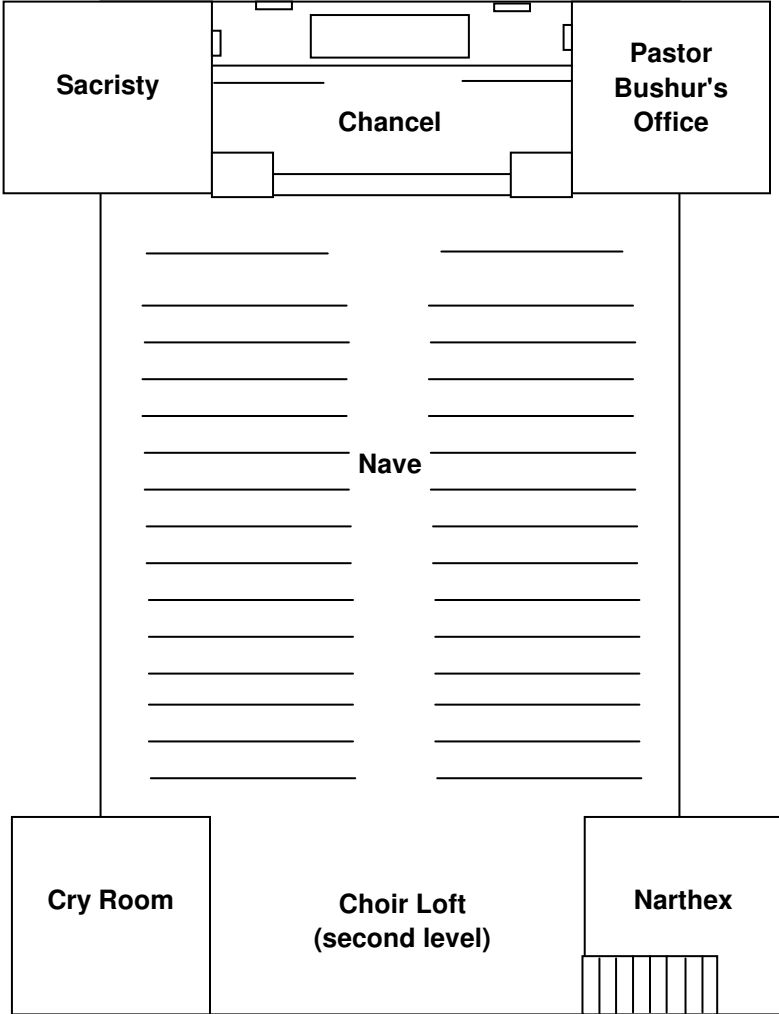 Sacristy
Pastor
Bushur's
Office
Chancel
Nave
Cry Room
Choir Loft
(second level)
Narthex